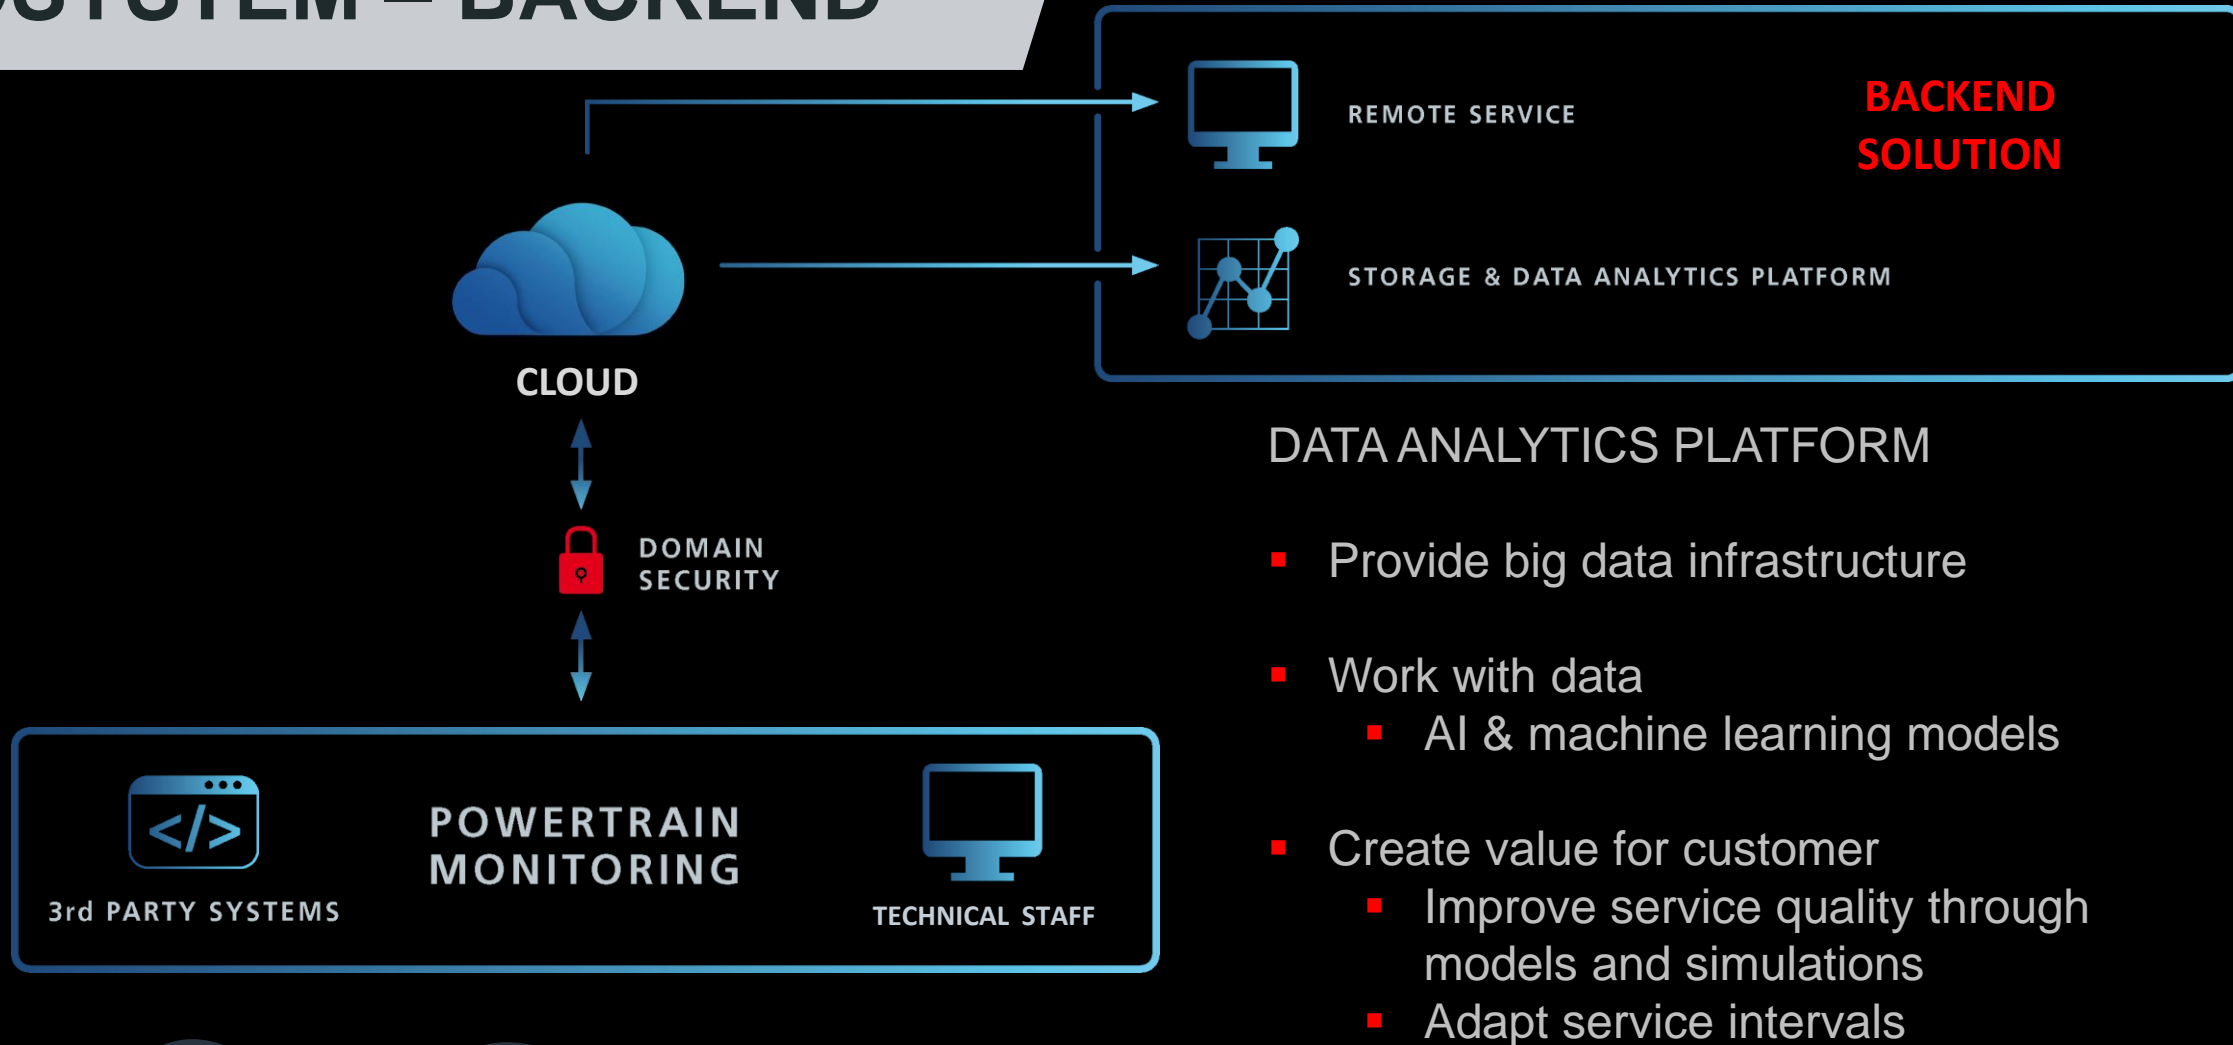 SYSTEM – BACKEND
REMOTE SERVICE
BACKEND
SOLUTION
STORAGE & DATA ANALYTICS PLATFORM
CLOUD
DOMAIN
SECURITY
</>
3rd PARTY SYSTEMS
POWERTRAIN
MONITORING
TECHNICAL STAFF
DATA ANALYTICS PLATFORM
▪ Provide big data infrastructure
▪ Work with data
▪ AI & machine learning models
▪ Create value for customer
▪ Improve service quality through
models and simulations
▪ Adapt service intervals